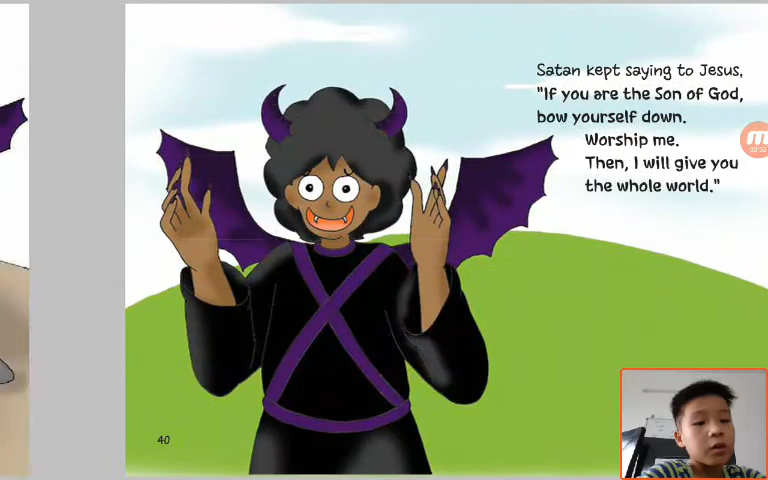 Satan kept saying to Jesus,
"If you are the Son of God,
bow yourself down.
Worship me.
Then, I will give you
the whole world."
40